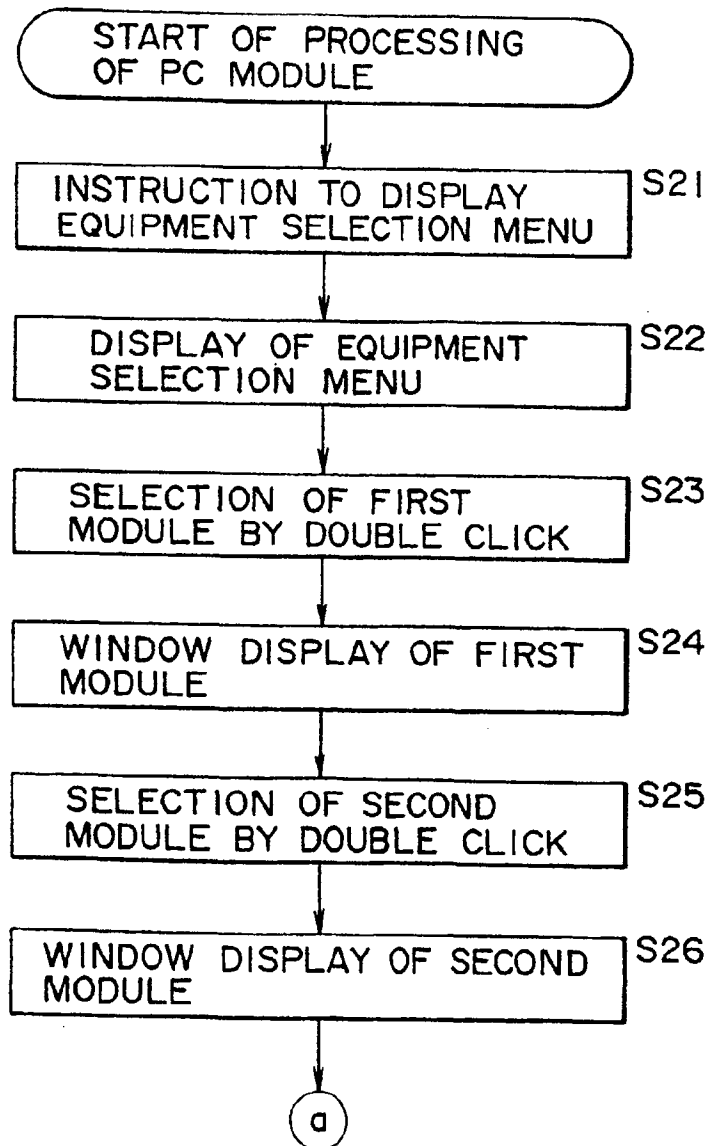 START OF PROCESSING
OF PC MODULE
INSTRUCTION TO DISPLAY
EQUIPMENT SELECTION MENU
S21
DISPLAY OF EQUIPMENT
SELECTION MENU
S22
SELECTION OF FIRST
MODULE BY DOUBLE CLICK
S23
WINDOW DISPLAY OF FIRST
MODULE
S24
SELECTION OF SECOND
MODULE BY DOUBLE CLICK
S25
WINDOW DISPLAY OF SECOND
MODULE
S26
a